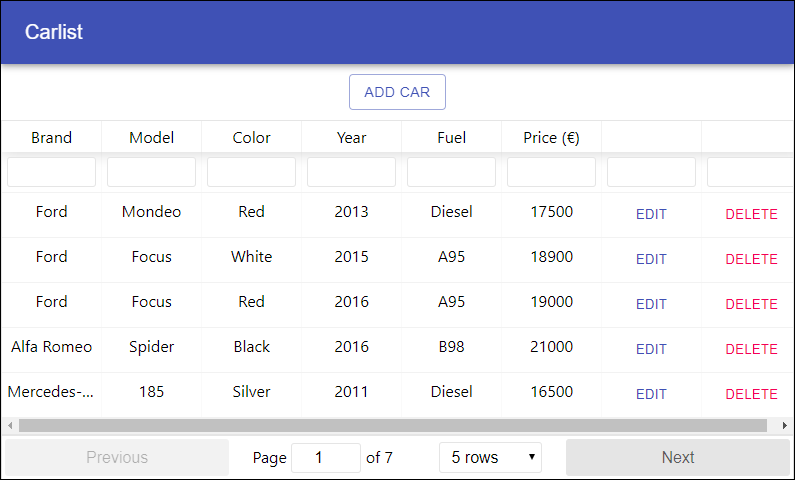 Carlist
ADD CAR
Brand Model Color Year Fuel Price (€)
Ford Mondeo Red 2013 Diesel 17500 EDIT DELETE
Ford Focus White 2015 A95 18900 EDIT DELETE
Ford Focus Red 2016 A95 19000 EDIT DELETE
Alfa Romeo Spider Black 2016 B98 21000 EDIT DELETE
Mercedes-... 185 Silver 2011 Diesel 16500 EDIT DELETE
Previous Page 1 of 7 5 rows Next